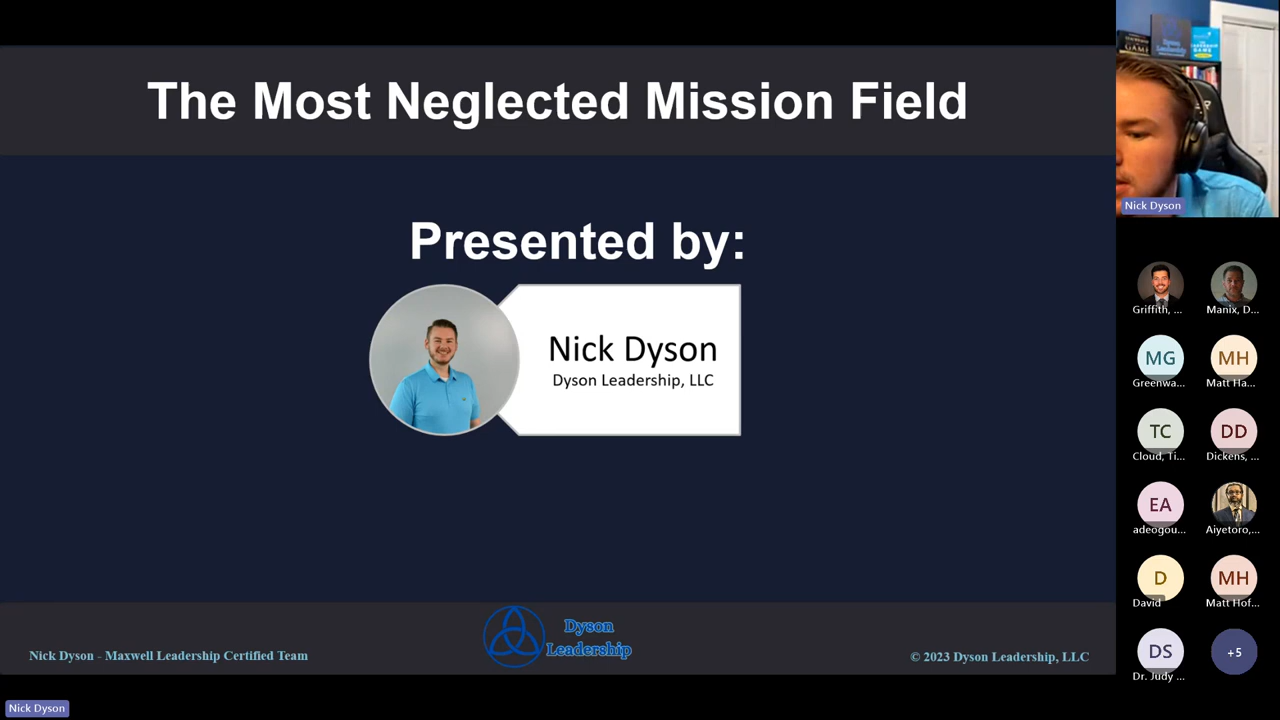 The Most Neglected Mission Field
Presented by:
Nick Dyson
Dyson Leadership, LLC
Nick Dyson - Maxwell Leadership Certified Team
Dyson
Leadership
© 2023 Dyson Leadership, LLC
Nick Dyson
Nick Dyson
Griffith, ...
Manix, D...
MG
MH
Greenwa...
Matt Ha...
TC
DD
Cloud, Ti...
Dickens, ...
EA
adeogou...
Aiyetoro,...
D
MH
David
Matt Hof...
DS
+5
Dr. Judy ...